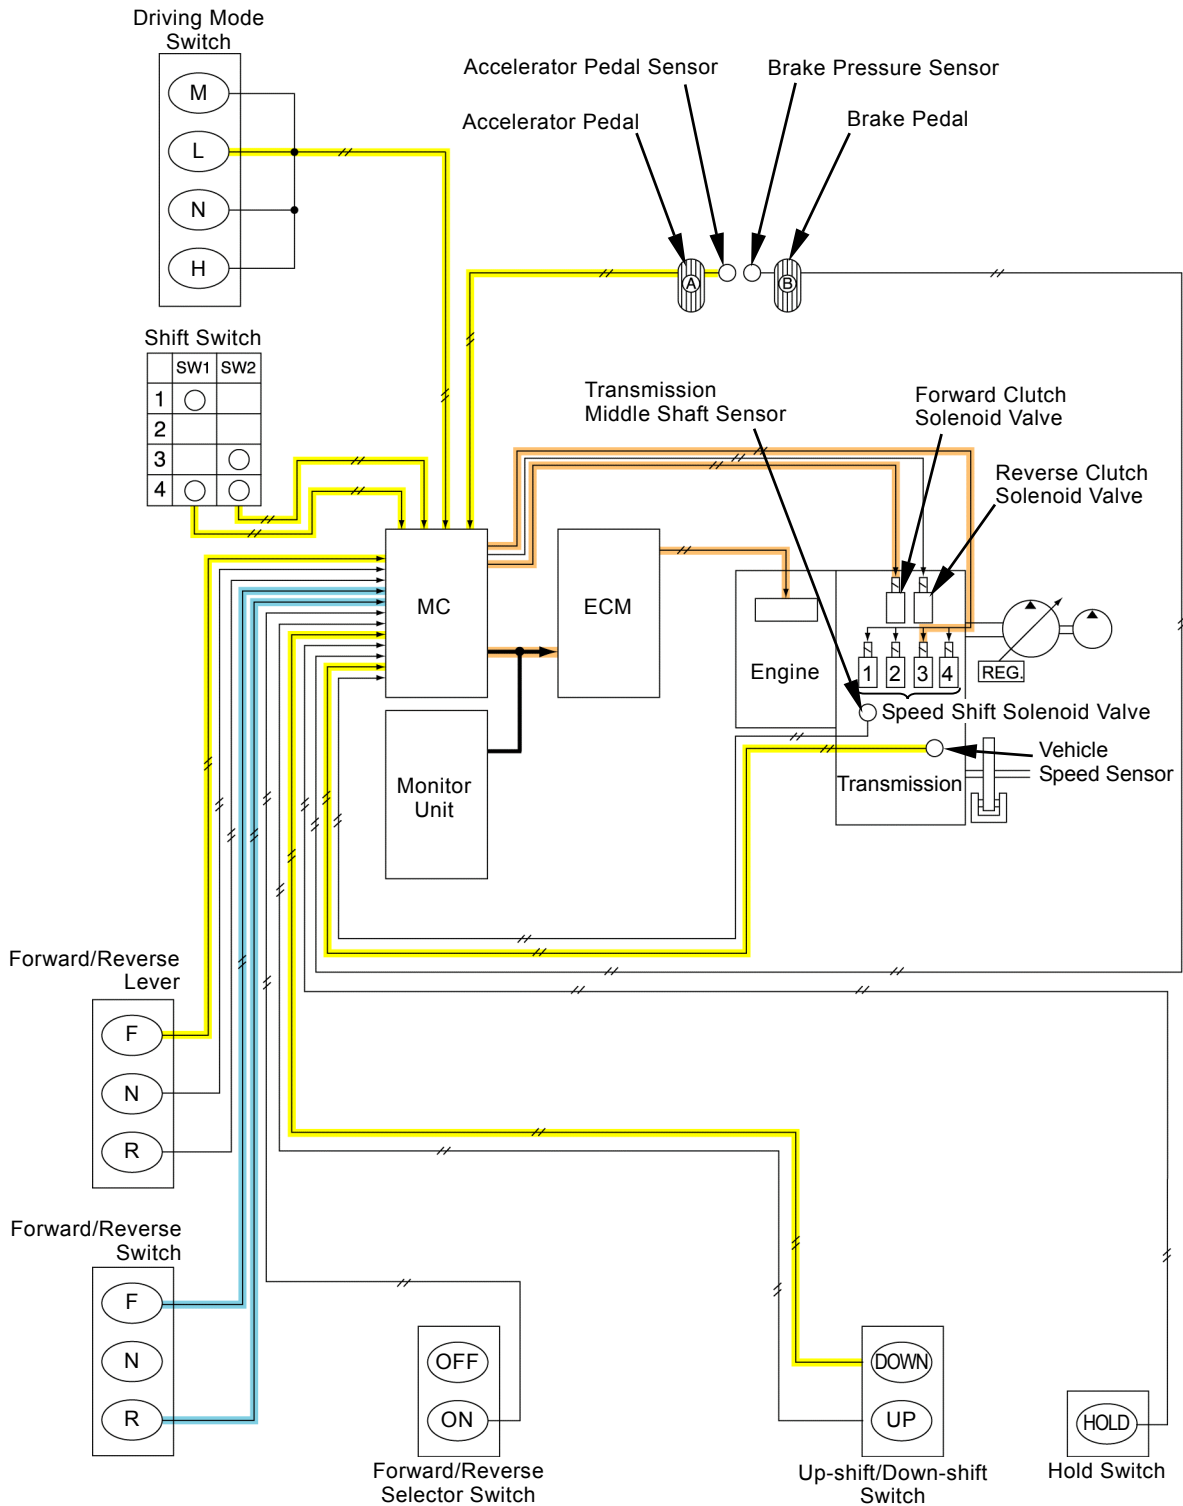 Driving Mode
Switch
M
L
N
H
Accelerator Pedal Sensor
Brake Pressure Sensor
Accelerator Pedal
Brake Pedal
A
B
Shift Switch
SW1 SW2
1
2
3
4
Transmission
Middle Shaft Sensor
Forward Clutch
Solenoid Valve
Reverse Clutch
Solenoid Valve
MC
ECM
Engine
1 2 3 4
REG.
Speed Shift Solenoid Valve
Vehicle
Speed Sensor
Transmission
Monitor
Unit
Forward/Reverse
Lever
F
N
R
Forward/Reverse
Switch
F
N
R
OFF
ON
Forward/Reverse
Selector Switch
DOWN
UP
Up-shift/Down-shift
Switch
HOLD
Hold Switch